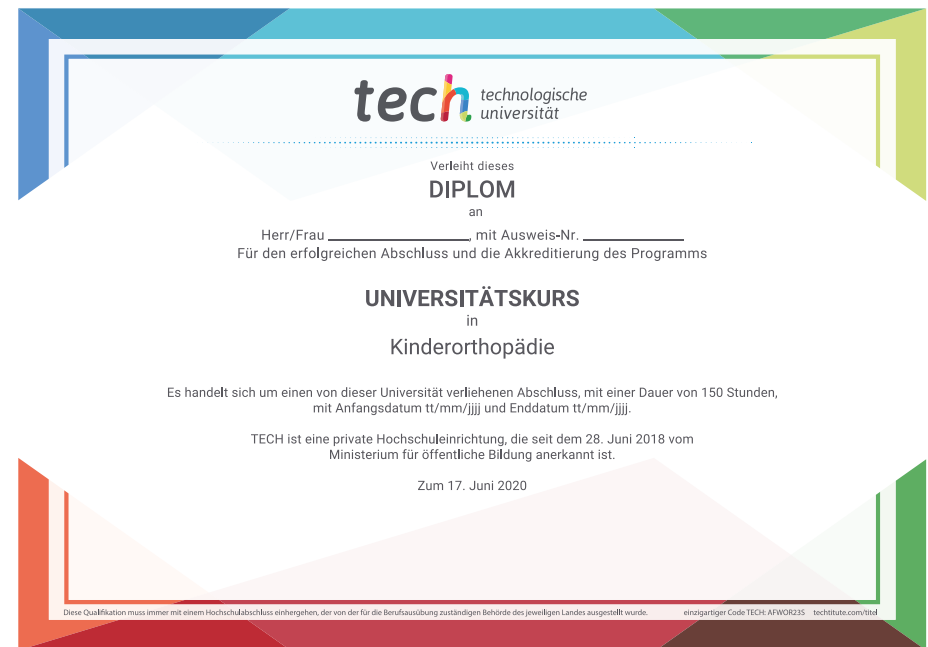 tech technologische
universität
Verleiht dieses
DIPLOM
an
Herr/Frau ______________, mit Ausweis-Nr. ______________
Für den erfolgreichen Abschluss und die Akkreditierung des Programms
UNIVERSITÄTSKURS
in
Kinderorthopädie
Es handelt sich um einen von dieser Universität verliehenen Abschluss, mit einer Dauer von 150 Stunden,
mit Anfangsdatum tt/mm/jjjj und Enddatum tt/mm/jjjj.
TECH ist eine private Hochschuleinrichtung, die seit dem 28. Juni 2018 vom
Ministerium für öffentliche Bildung anerkannt ist.
Zum 17. Juni 2020
Diese Qualifikation muss immer mit einem Hochschulabschluss einhergehen, der von der für die Berufsausübung zuständigen Behörde des jeweiligen Landes ausgestellt wurde. einzigartiger Code TECH: AFWOR23S techtitute.com/titel